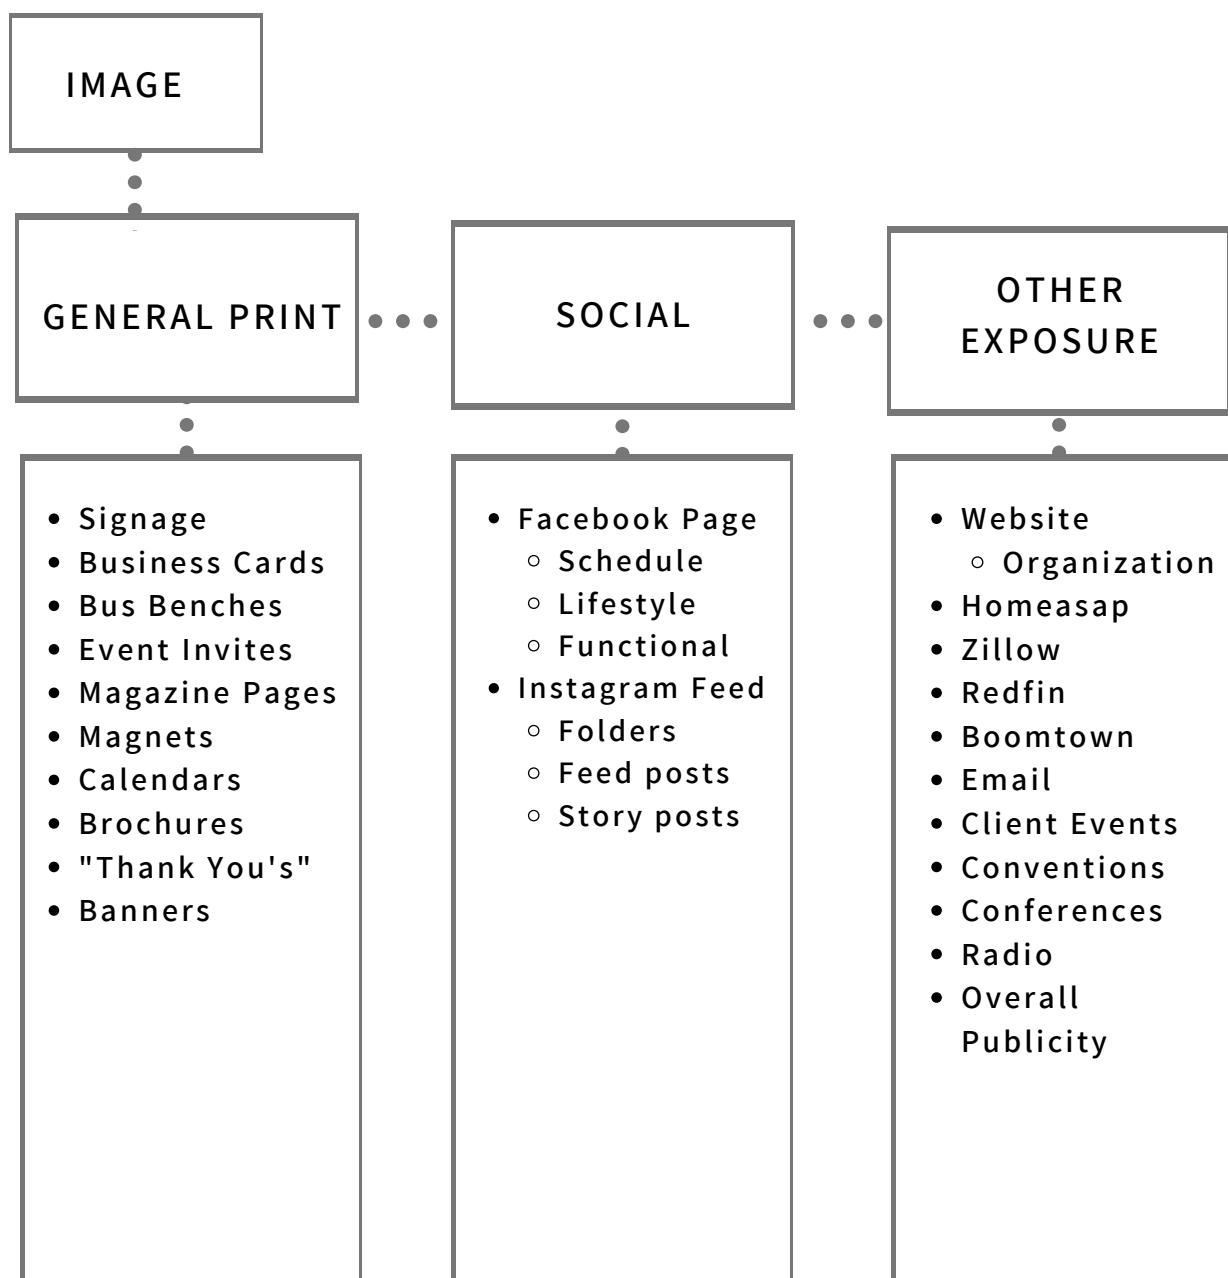 IMAGE
GENERAL PRINT
SOCIAL
OTHER
EXPOSURE
Signage
Business Cards
Bus Benches
Event Invites
Magazine Pages
Magnets
Calendars
Brochures
"Thank You's"
Banners
Facebook Page
Schedule
Lifestyle
Functional
Instagram Feed
Folders
Feed posts
Story posts
Website
Organization
Homeasap
Zillow
Redfin
Boomtown
Email
Client Events
Conventions
Conferences
Radio
Overall
Publicity